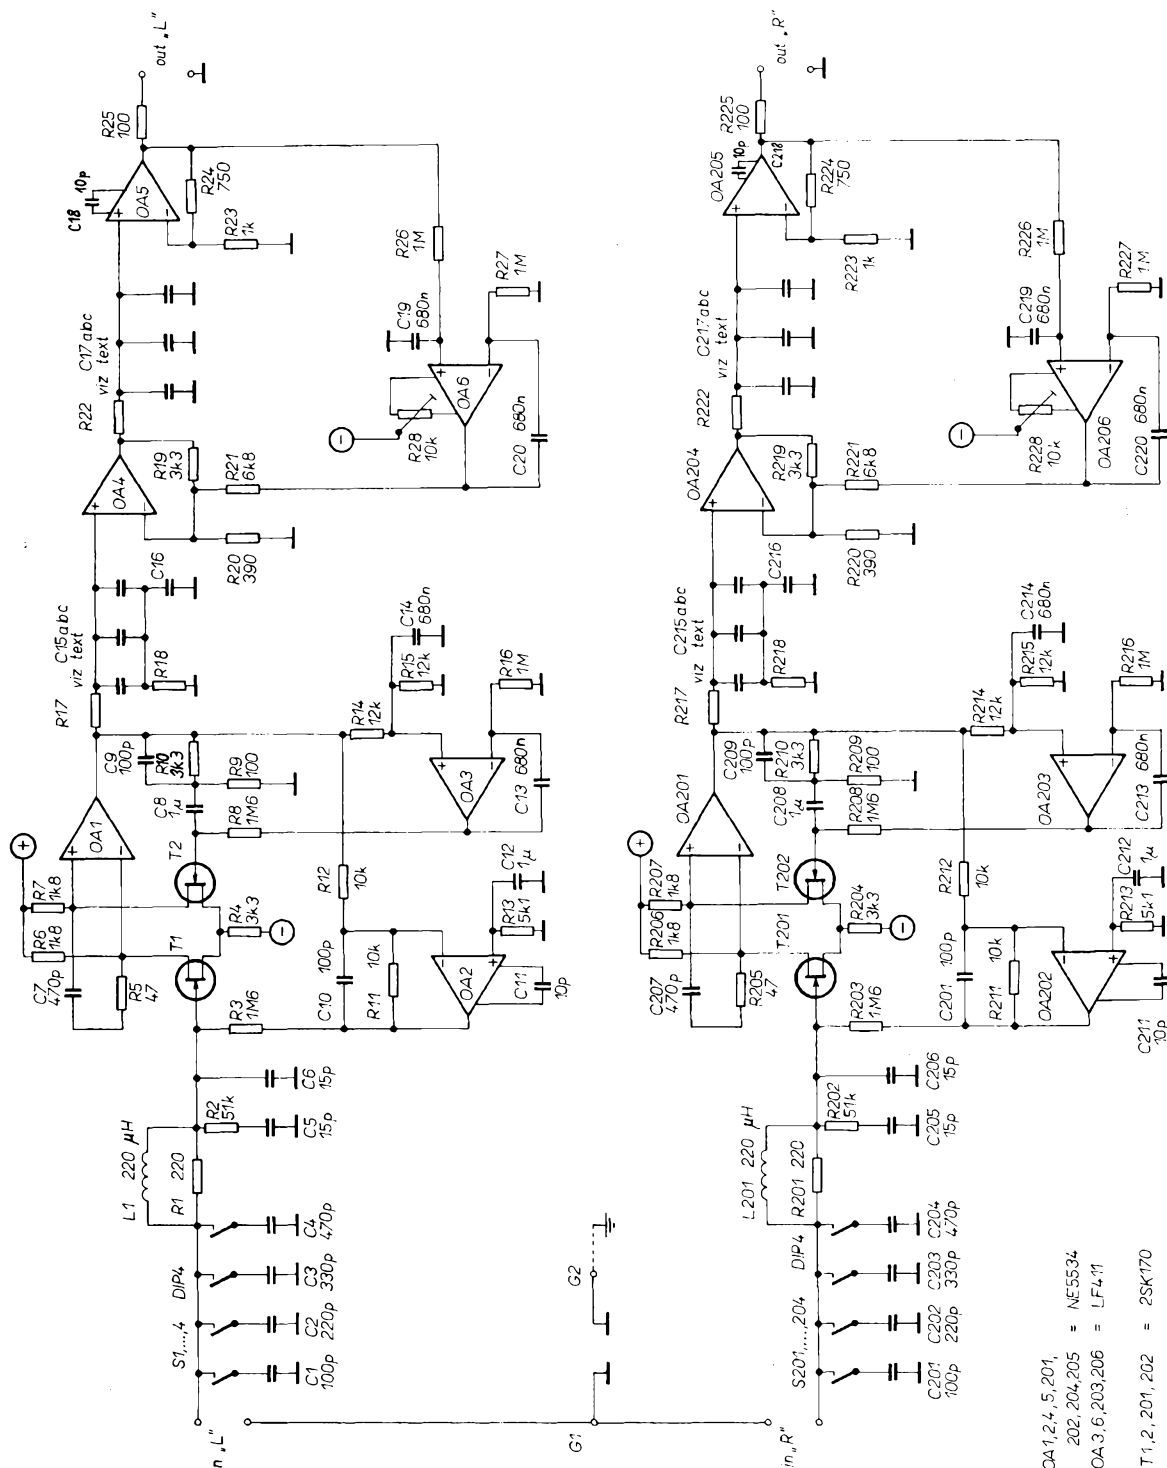 out „L"
R25
100
C18
10p
OA5
R24
750
R23
1k
C17abc
viz text
R22
R26
1M
R27
1M
C19
680n
OA6
R28
10k
C20 680n
OA4
R19
3k3
R21
6k8
R20
390
C16
C15abc
viz text
R18
R17
C14
680n
R15
12k
R16
1M
R14
12k
OA3
C13 680n
C9
100p
R10
3k3
R9
100
C8
1µ
R8
1M6
OA1
R7
1k8
R6
1k8
T2
T1
R4
3k3
C7
470p
R5
47
R12
10k
C12
1µ
R13
5k1
C10 100p
R11
10k
OA2
C11
10p
R3
1M6
C6
15p
R2
51k
C5
15p
L1 220 µH
R1 220
DIP4
S1,...,4
C4
470p
C3
330p
C2
220p
C1
100p
n „L"
G1
G2
out „R"
R225
100
10p
C218
OA205
R224
750
R223
1k
C217abc
viz text
R222
R226
1M
R227
1M
C219
680n
OA206
R228
10k
C220 680n
OA204
R219
3k3
R221
6k8
R220
390
C216
C215abc
viz text
R218
R217
C214
680n
R215
12k
R216
1M
R214
12k
OA203
C213 680n
C209
100p
R210
3k3
R209
100
C208
1µ
R208
1M6
OA201
R207
1k8
R206
1k8
T202
T201
R204
3k3
C207
470p
R205
47
R212
10k
C212
1µ
R213
5k1
C201 100p
R211
10k
OA202
C211
10p
R203
1M6
C206
15p
R202
51k
C205
15p
L201 220 µH
R201 220
DIP4
S201,...,204
C204
470p
C203
330p
C202
220p
C201
100p
in „R"
OA1,2,4,5,201,
202,204,205 = NE5534
OA3,6,203,206 = LF411
T1,2,201,202 = 2SK170